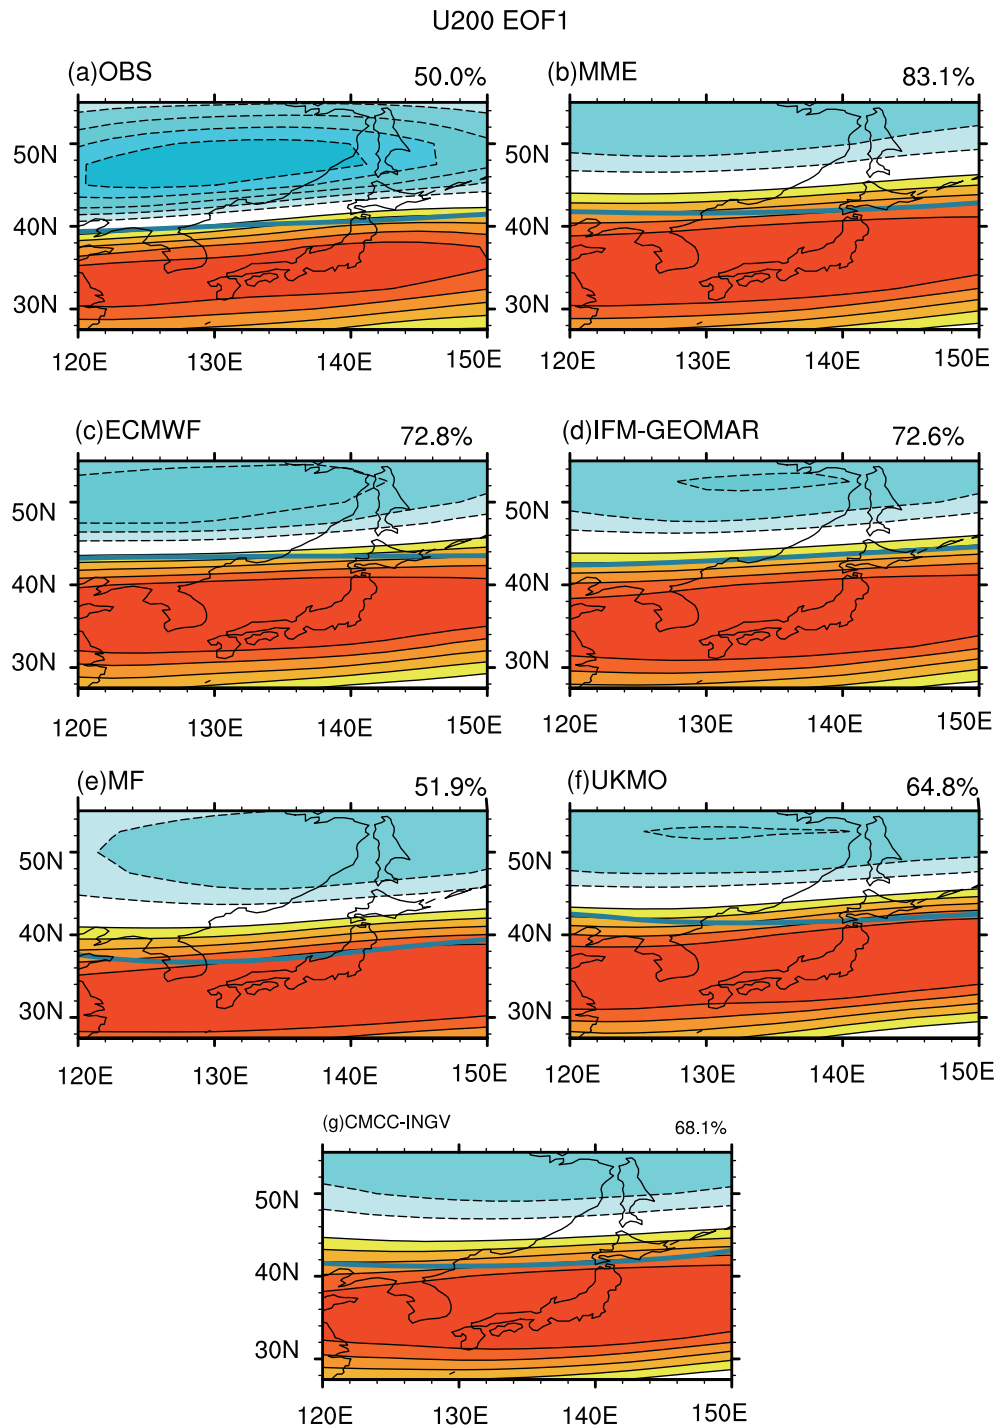 U200 EOF1
(a)OBS 50.0%
50N
40N
30N
120E 130E 140E 150E
(b)MME 83.1%
50N
40N
30N
120E 130E 140E 150E
(c)ECMWF 72.8%
50N
40N
30N
120E 130E 140E 150E
(d)IFM-GEOMAR 72.6%
50N
40N
30N
120E 130E 140E 150E
(e)MF 51.9%
50N
40N
30N
120E 130E 140E 150E
(f)UKMO 64.8%
50N
40N
30N
120E 130E 140E 150E
(g)CMCC-INGV 68.1%
50N
40N
30N
120E 130E 140E 150E